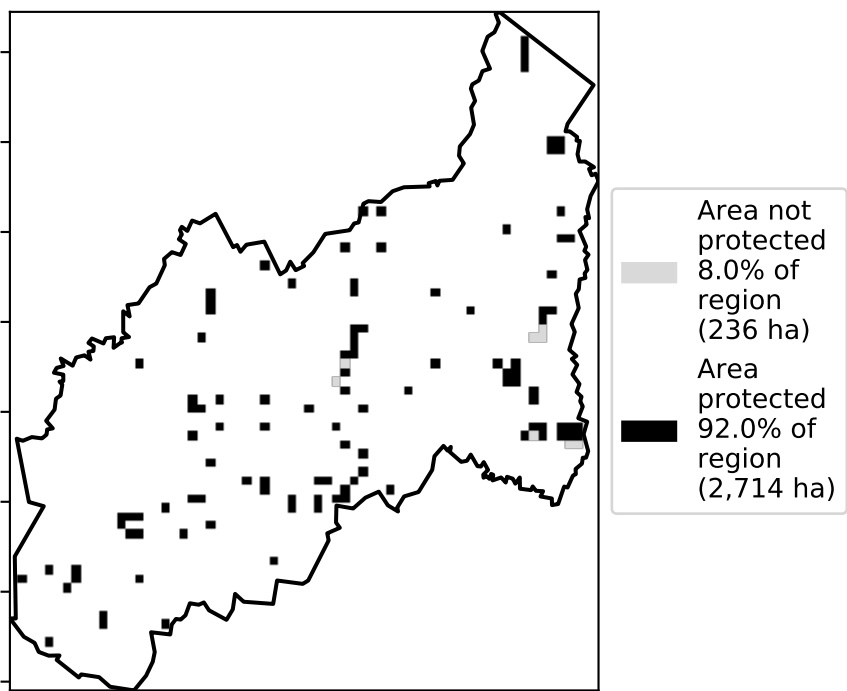 Area not
protected
8.0% of
region
(236 ha)
Area
protected
92.0% of
region
(2,714 ha)